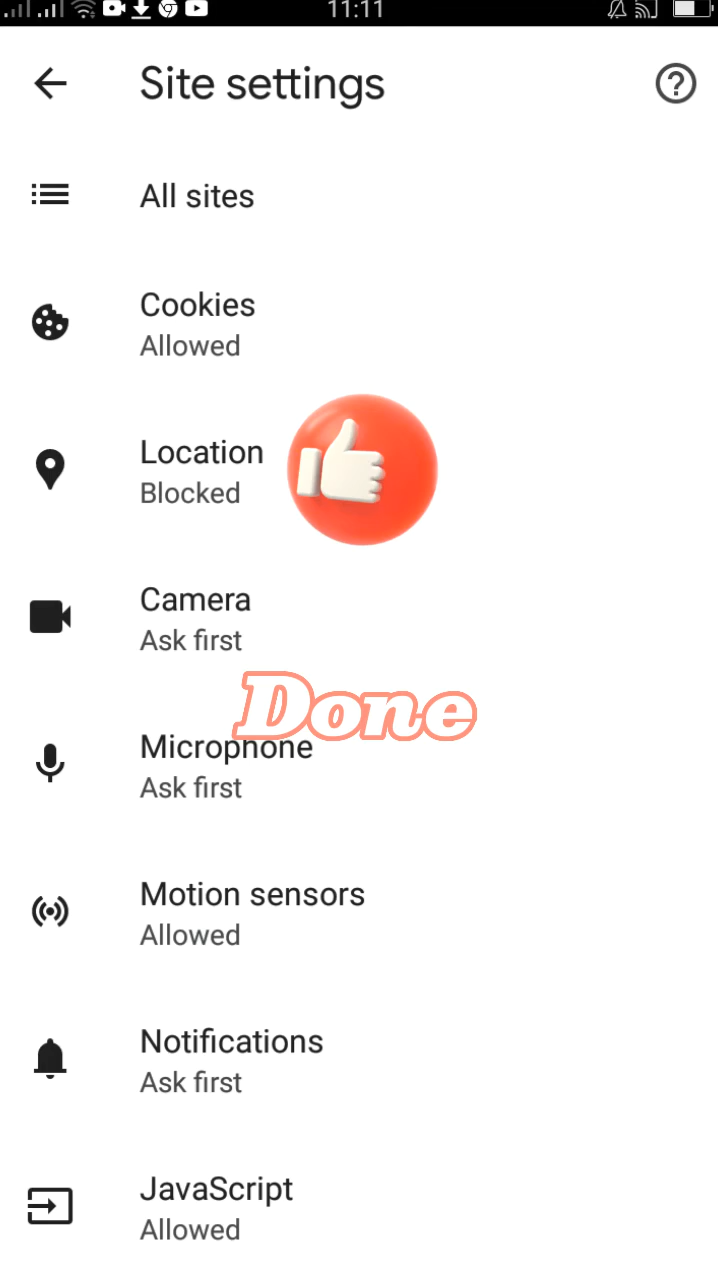 11:11
Site settings
All sites
Cookies
Allowed
Location
Blocked
Camera
Ask first
Done
Microphone
Ask first
Motion sensors
Allowed
Notifications
Ask first
JavaScript
Allowed